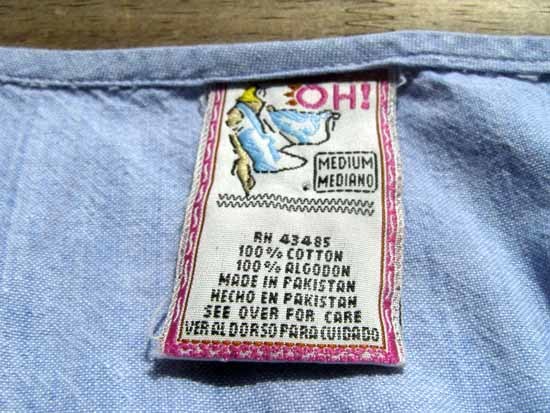 OH!
MEDIUM
MEDIANO
RN 43485
100% COTTON
100% ALGODON
MADE IN PAKISTAN
HECHO EN PAKISTAN
SEE OVER FOR CARE
VER AL DORSO PARA CUIDADO